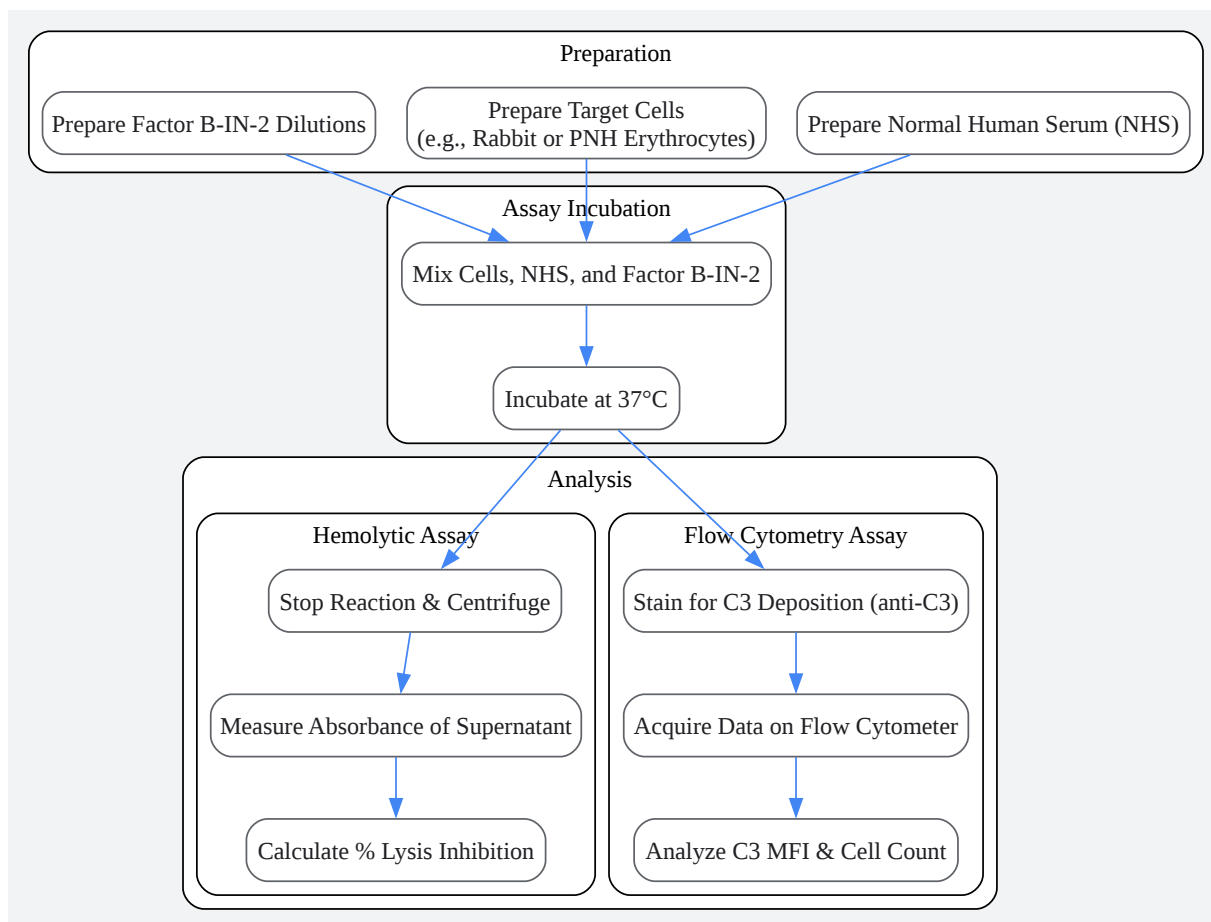 Preparation
Prepare Factor B-IN-2 Dilutions
Prepare Target Cells
(e.g., Rabbit or PNH Erythrocytes)
Prepare Normal Human Serum (NHS)
Assay Incubation
Mix Cells, NHS, and Factor B-IN-2
Incubate at 37°C
Analysis
Hemolytic Assay
Stop Reaction & Centrifuge
Measure Absorbance of Supernatant
Calculate % Lysis Inhibition
Flow Cytometry Assay
Stain for C3 Deposition (anti-C3)
Acquire Data on Flow Cytometer
Analyze C3 MFI & Cell Count